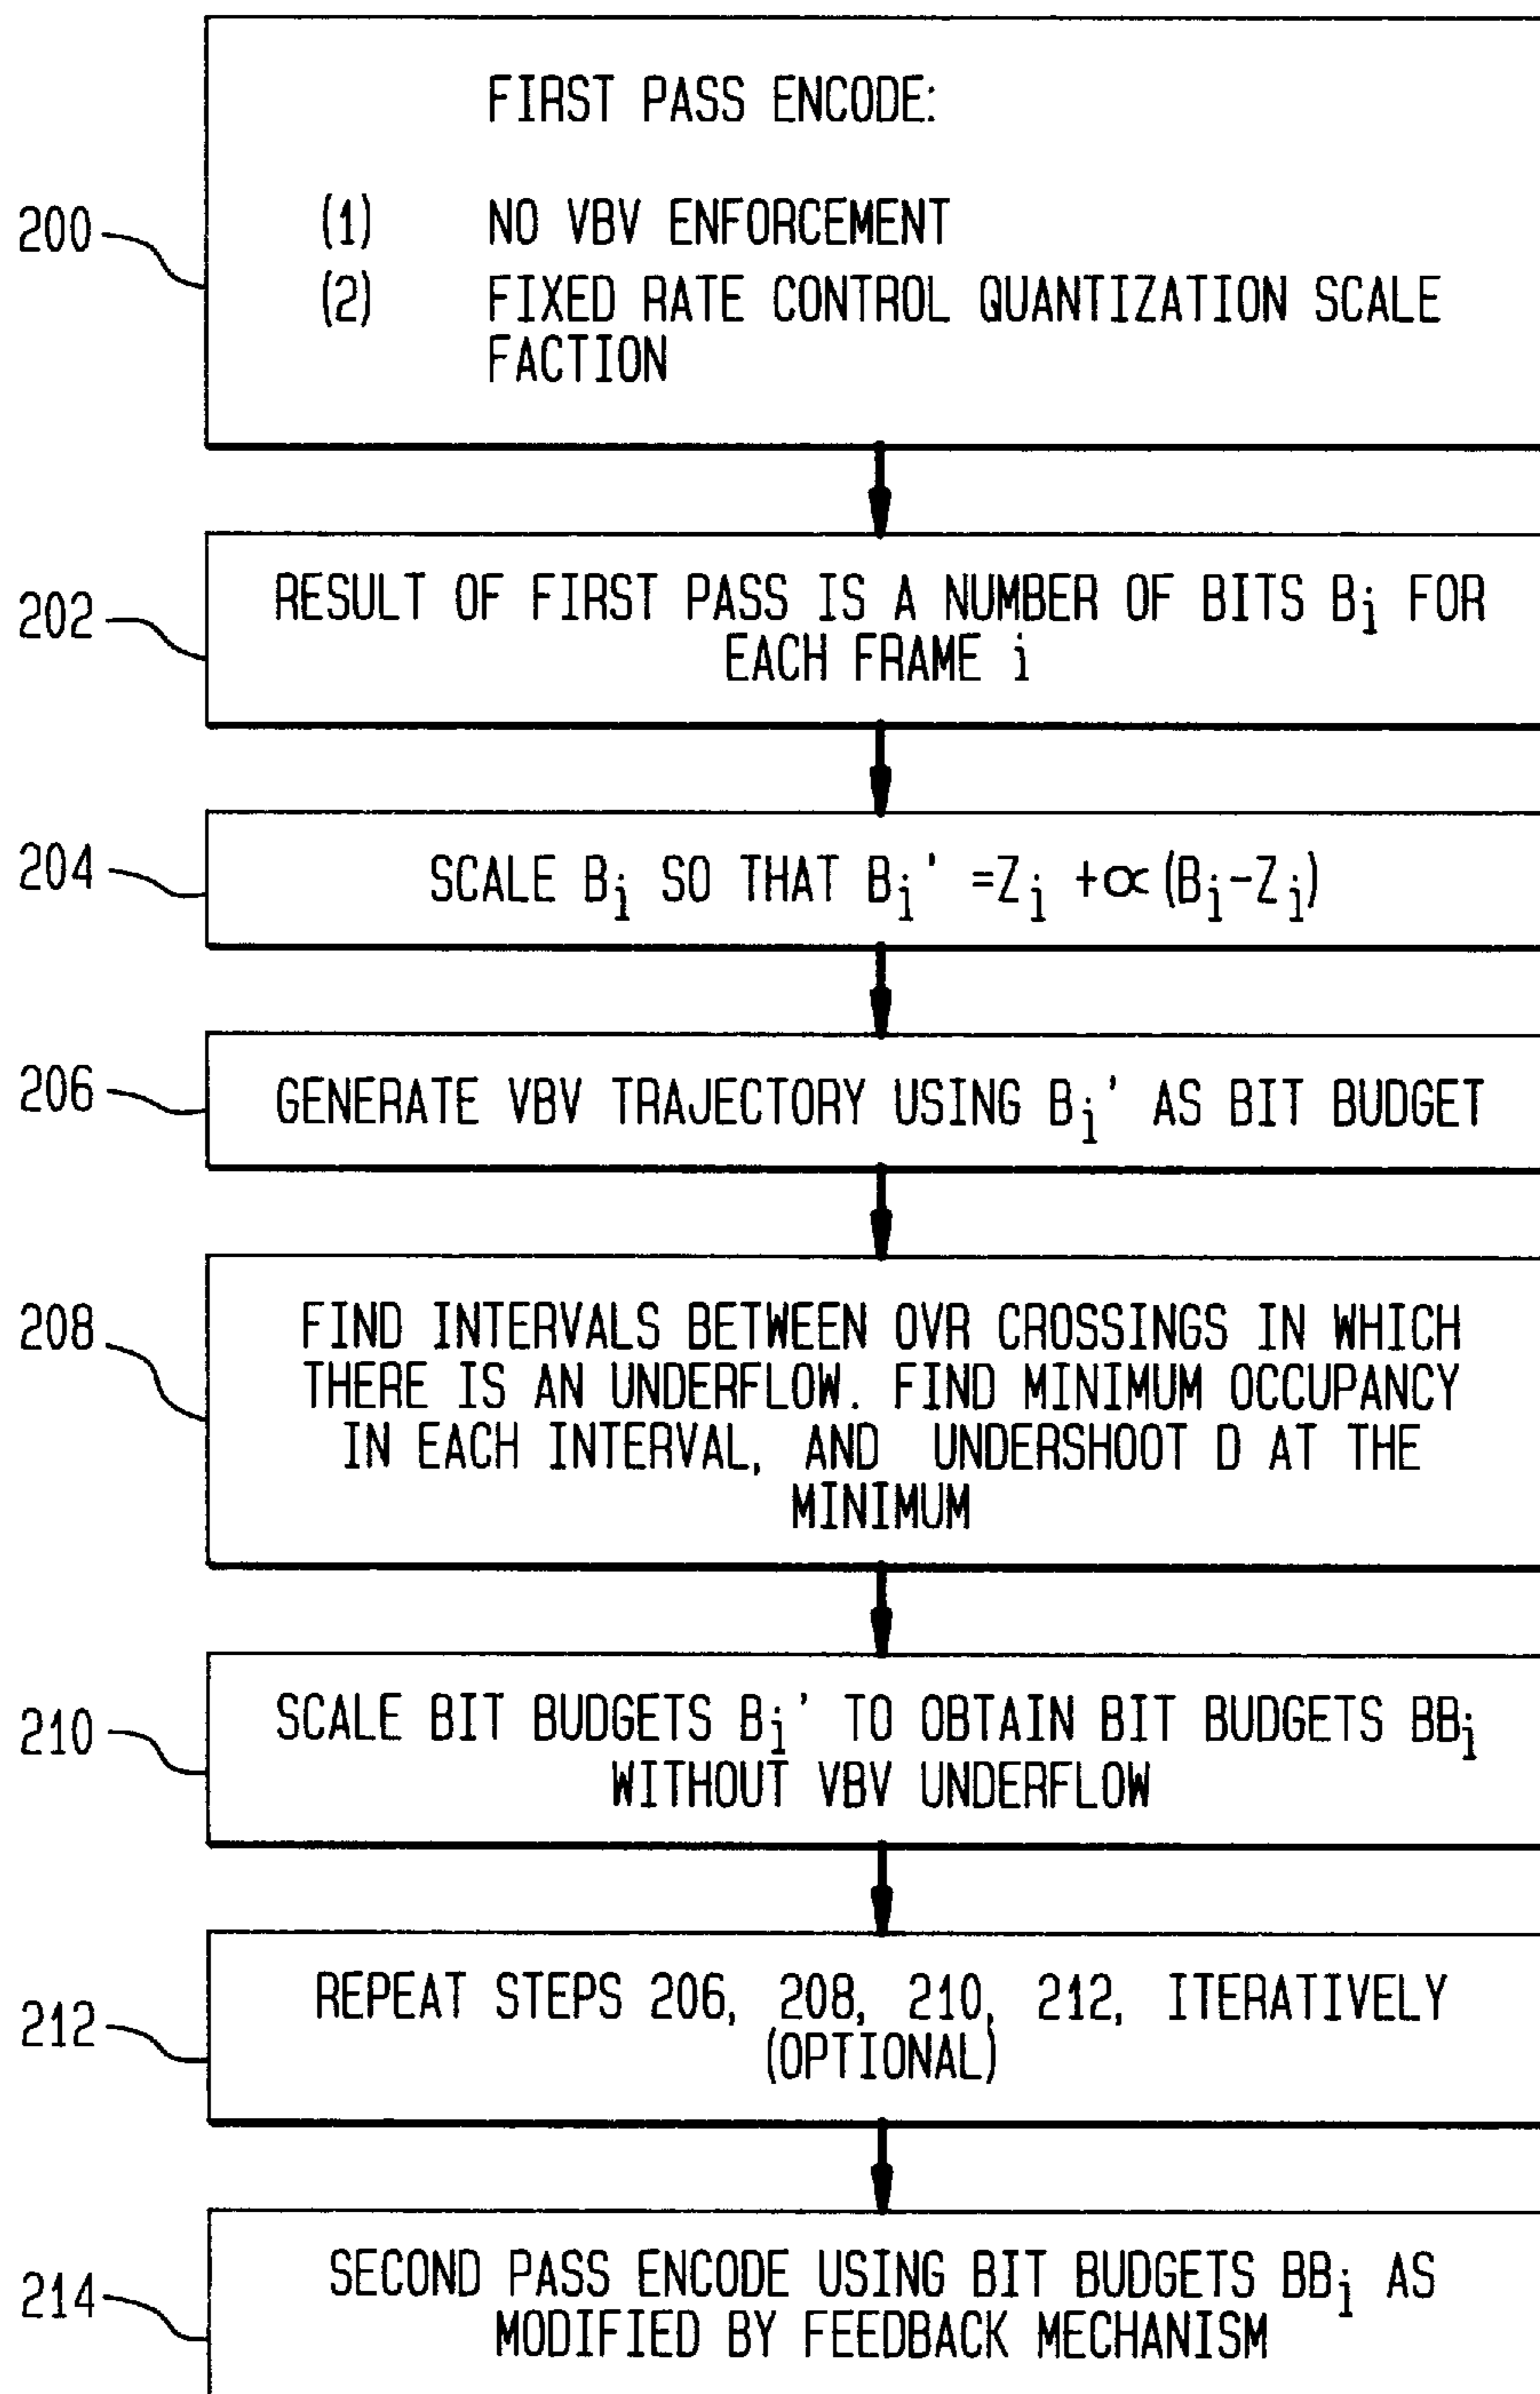 FIRST PASS ENCODE:
200
(1) NO VBV ENFORCEMENT
(2) FIXED RATE CONTROL QUANTIZATION SCALE
FACTION
202
RESULT OF FIRST PASS IS A NUMBER OF BITS Bi FOR
EACH FRAME i
204
SCALE Bi SO THAT Bi' =Zi +∝(Bi-Zi)
206
GENERATE VBV TRAJECTORY USING Bi' AS BIT BUDGET
208
FIND INTERVALS BETWEEN OVR CROSSINGS IN WHICH
THERE IS AN UNDERFLOW. FIND MINIMUM OCCUPANCY
IN EACH INTERVAL, AND UNDERSHOOT D AT THE
MINIMUM
210
SCALE BIT BUDGETS Bi' TO OBTAIN BIT BUDGETS BBi
WITHOUT VBV UNDERFLOW
212
REPEAT STEPS 206, 208, 210, 212, ITERATIVELY
(OPTIONAL)
214
SECOND PASS ENCODE USING BIT BUDGETS BBi AS
MODIFIED BY FEEDBACK MECHANISM